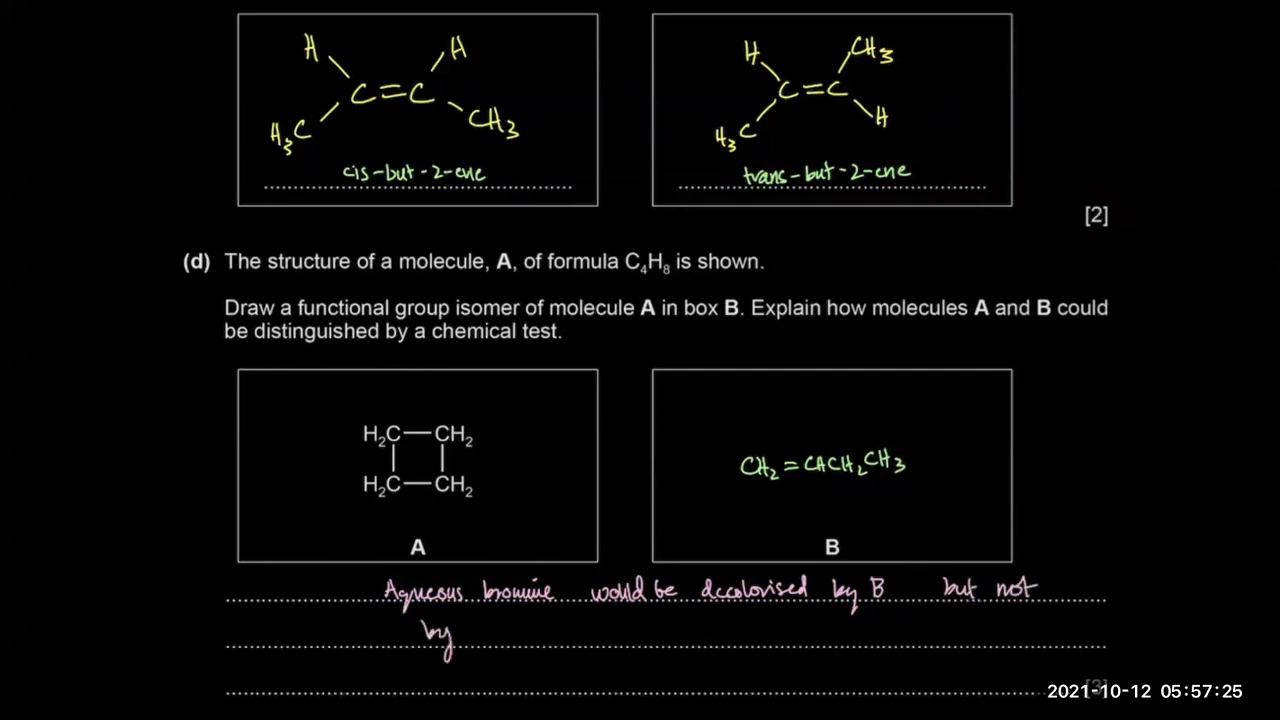 H H
C=C
H₃C CH₃
cis-but-2-ene
H CH₃
C=C
H₃C H
trans-but-2-ene
[2]
(d) The structure of a molecule, A, of formula C₄H₈ is shown.
Draw a functional group isomer of molecule A in box B. Explain how molecules A and B could
be distinguished by a chemical test.
H₂C—CH₂
H₂C—CH₂
A
CH₂=CHCH₂CH₃
B
Aqueous bromine would be decolorised by B but not
by
[3]
2021-10-12 05:57:25